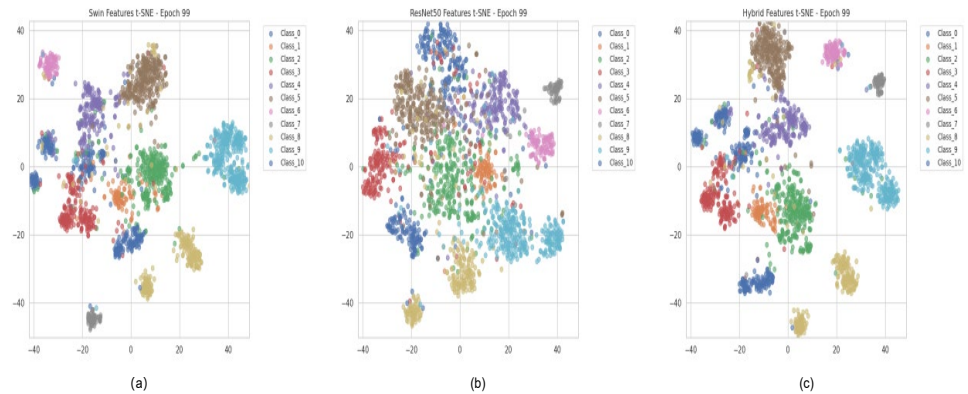 Swin Features t-SNE - Epoch 99
40
20
0
−20
−40
−40
−20
0
20
40
Class_0
Class_1
Class_2
Class_3
Class_4
Class_5
Class_6
Class_7
Class_8
Class_9
Class_10
(a)
ResNet50 Features t-SNE - Epoch 99
40
20
0
−20
−40
−40
−20
0
20
40
Class_0
Class_1
Class_2
Class_3
Class_4
Class_5
Class_6
Class_7
Class_8
Class_9
Class_10
(b)
Hybrid Features t-SNE - Epoch 99
40
20
0
−20
−40
−40
−20
0
20
40
Class_0
Class_1
Class_2
Class_3
Class_4
Class_5
Class_6
Class_7
Class_8
Class_9
Class_10
(c)